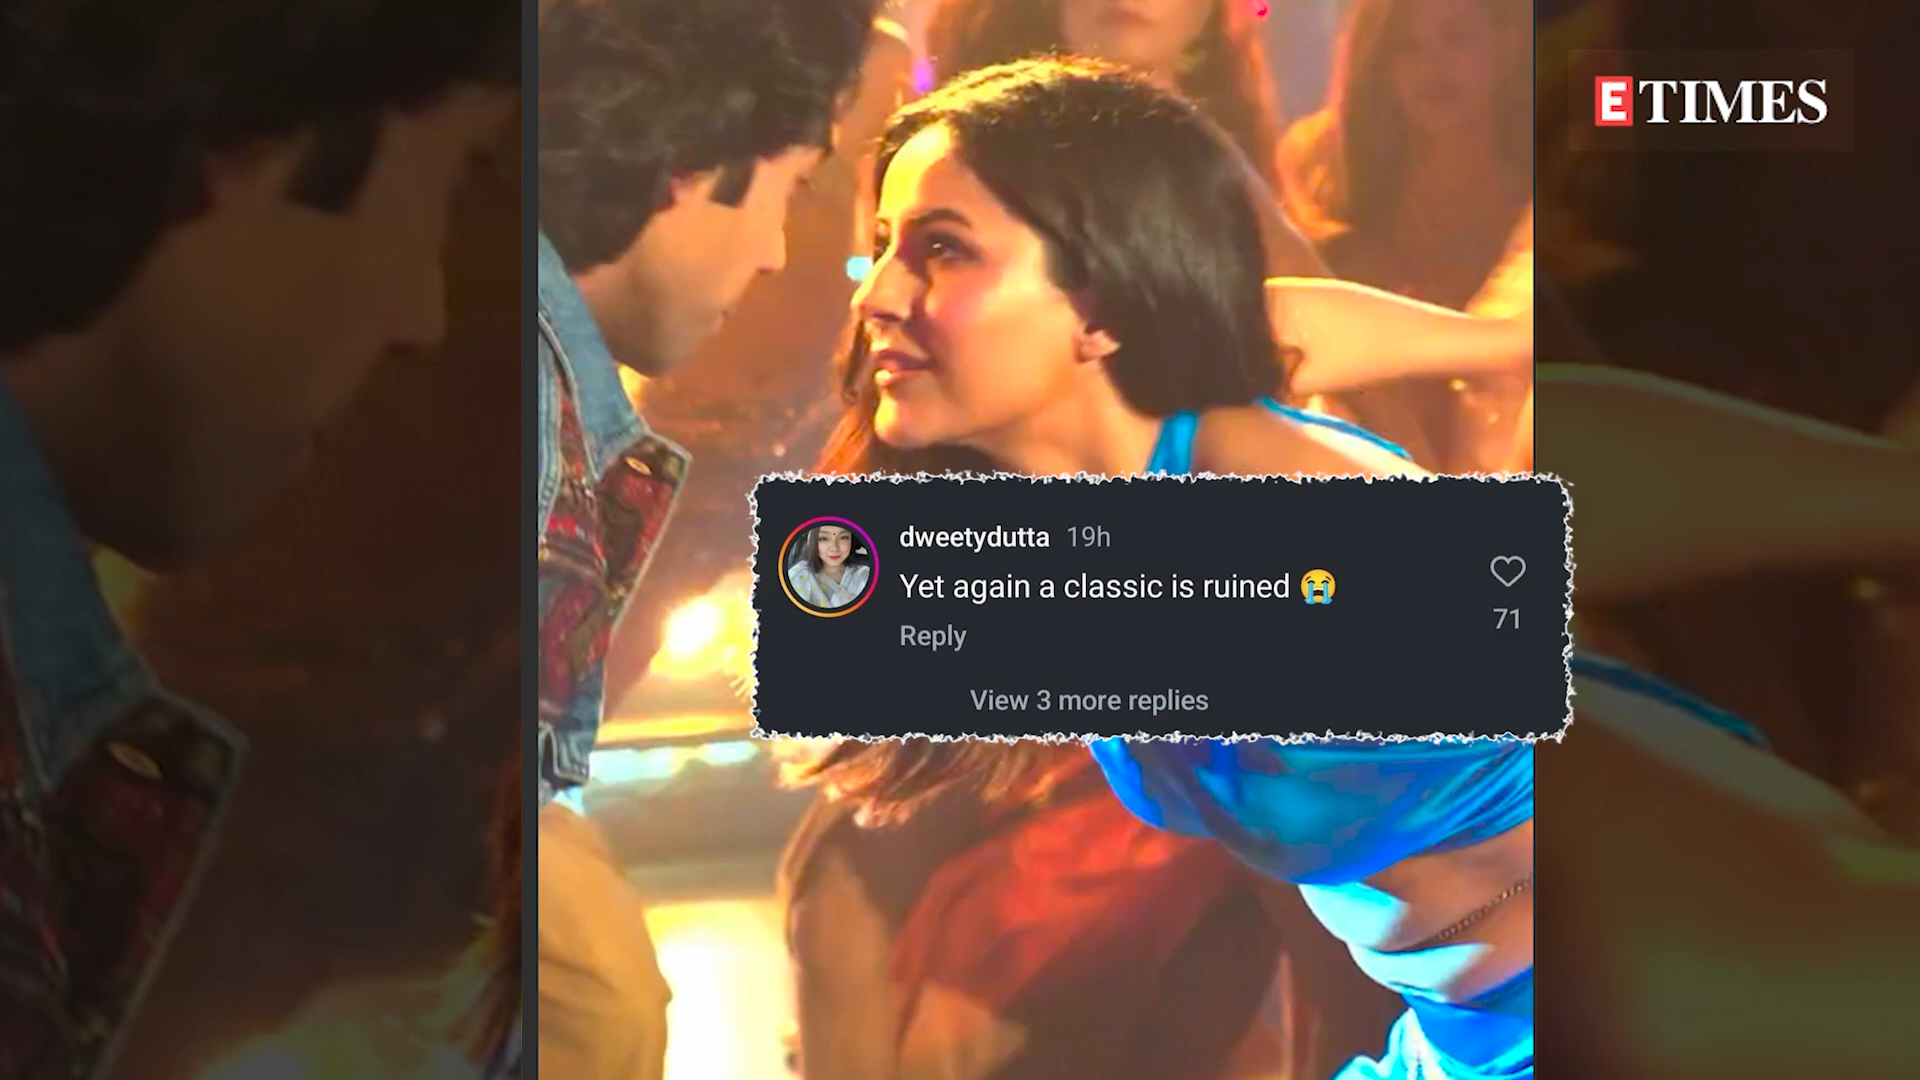 ETIMES
dweetydutta 19h
Yet again a classic is ruined 😭
71
Reply
View 3 more replies